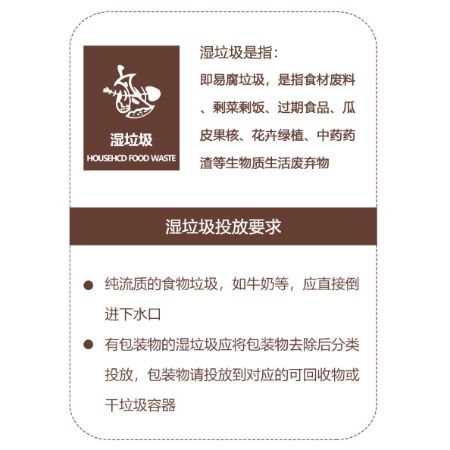 湿垃圾
HOUSEHCD FOOD WASTE
湿垃圾是指：
即易腐垃圾，是指食材废料
、剩菜剩饭、过期食品、瓜
皮果核、花卉绿植、中药药
渣等生物质生活废弃物
湿垃圾投放要求
纯流质的食物垃圾，如牛奶等，应直接倒
进下水口
有包装物的湿垃圾应将包装物去除后分类
投放，包装物请投放到对应的可回收物或
干垃圾容器